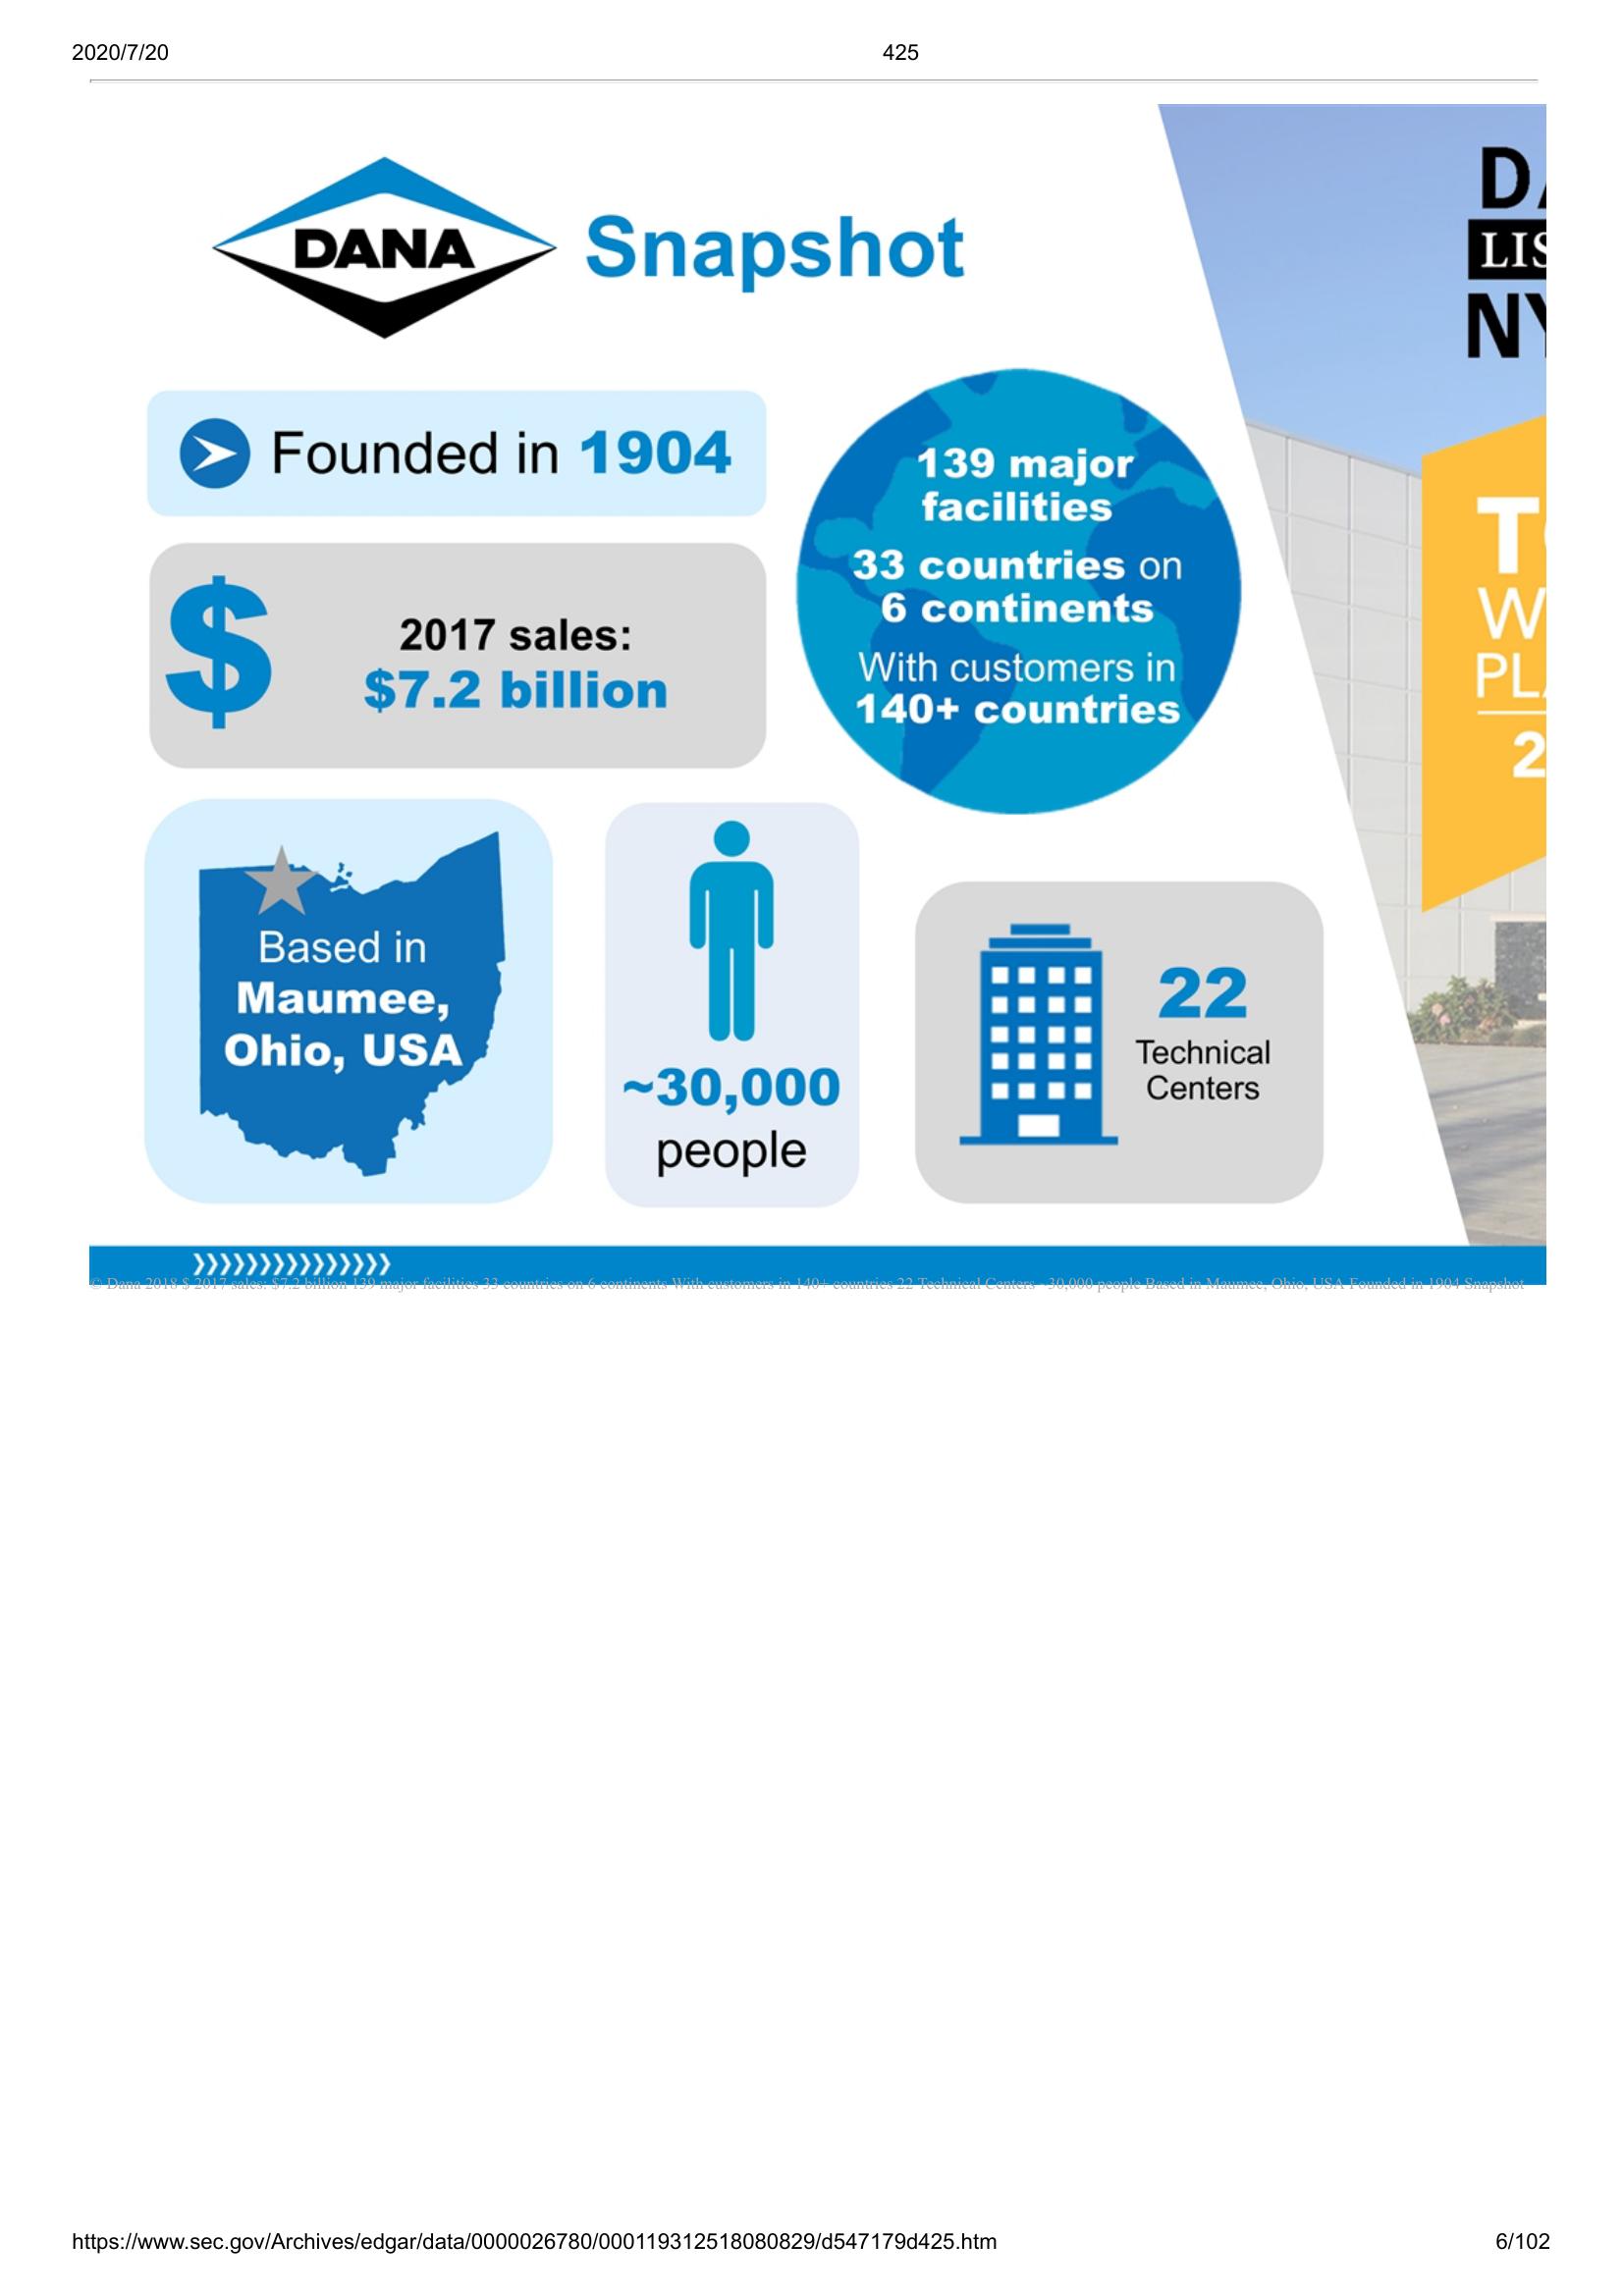 2020/7/20
425
DANA
Snapshot
Founded in 1904
$
2017 sales:
$7.2 billion
139 major
facilities
33 countries on
6 continents
With customers in
140+ countries
Based in
Maumee,
Ohio, USA
~30,000
people
22
Technical
Centers
NY
PL
2
© Dana 2018 $ 2017 sales: $7.2 billion 139 major facilities 33 countries on 6 continents With customers in 140+ countries 22 Technical Centers ~30,000 people Based in Maumee, Ohio, USA Founded in 1904 Snapshot
https://www.sec.gov/Archives/edgar/data/0000026780/000119312518080829/d547179d425.htm
6/102